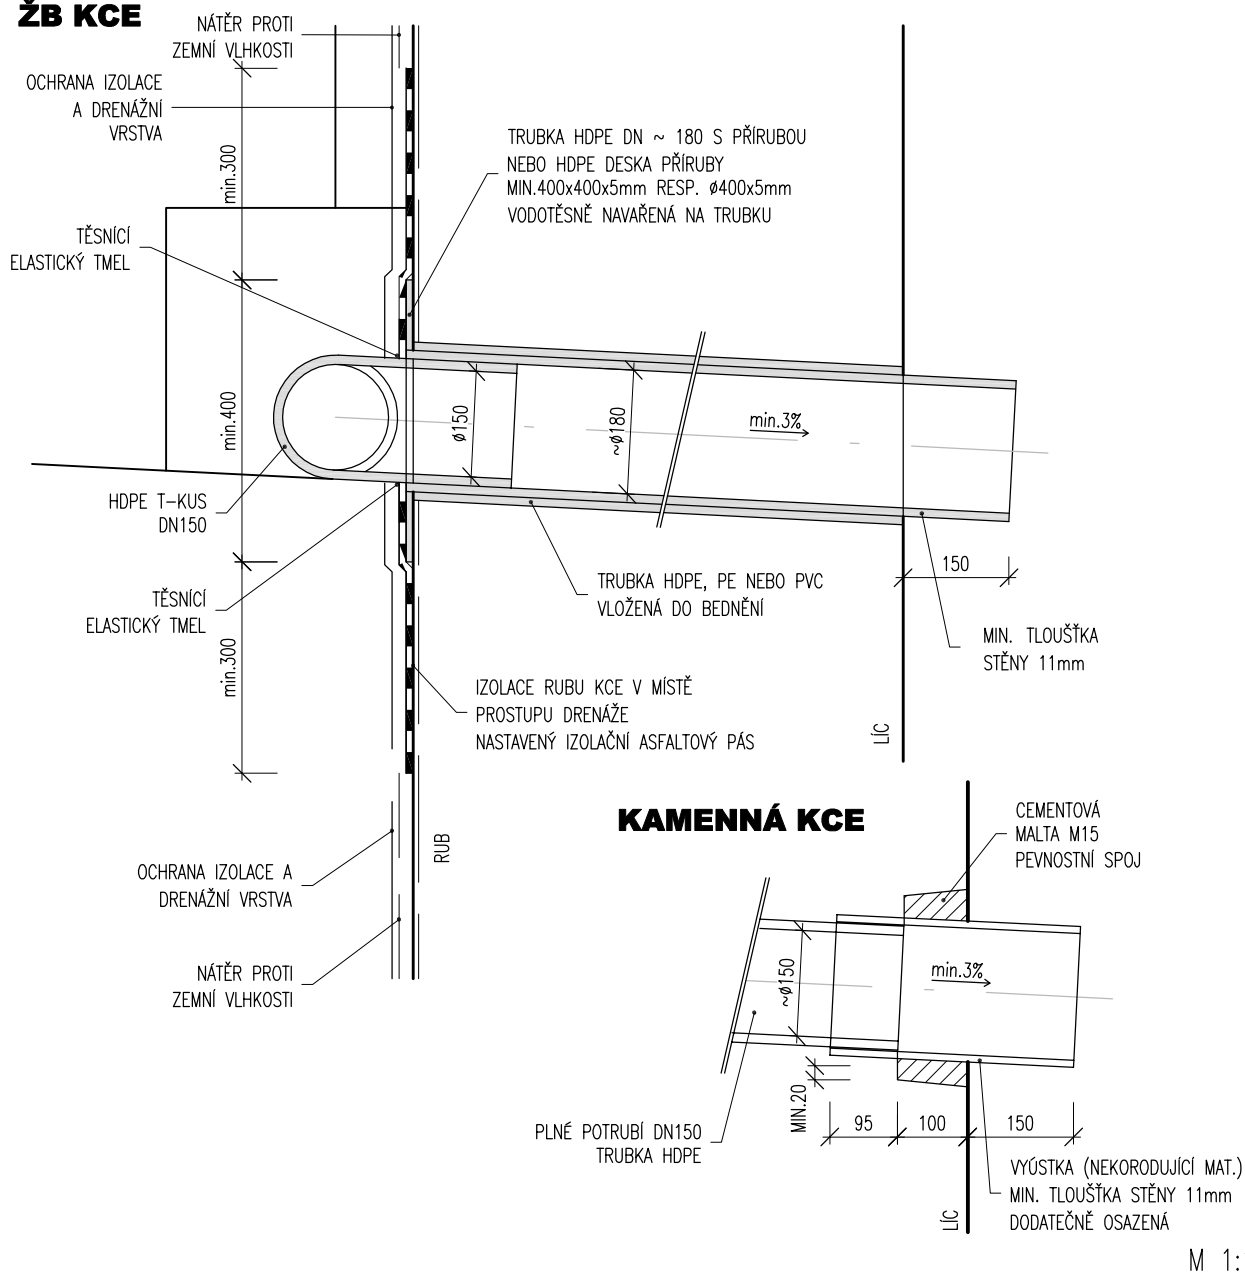 ŽB KCE
NÁTĚR PROTI
ZEMNÍ VLHKOSTI
OCHRANA IZOLACE
A DRENÁŽNÍ
VRSTVA
min.300
TRUBKA HDPE DN ~ 180 S PŘÍRUBOU
NEBO HDPE DESKA PŘÍRUBY
MIN.400x400x5mm RESP. ø400x5mm
VODOTĚSNĚ NAVAŘENÁ NA TRUBKU
TĚSNÍCÍ
ELASTICKÝ TMEL
min.400
ø150
~ø180
min.3%
HDPE T-KUS
DN150
150
TRUBKA HDPE, PE NEBO PVC
VLOŽENÁ DO BEDNĚNÍ
TĚSNÍCÍ
ELASTICKÝ TMEL
MIN. TLOUŠŤKA
STĚNY 11mm
min.300
IZOLACE RUBU KCE V MÍSTĚ
PROSTUPU DRENÁŽE
NASTAVENÝ IZOLAČNÍ ASFALTOVÝ PÁS
LÍC
RUB
OCHRANA IZOLACE A
DRENÁŽNÍ VRSTVA
NÁTĚR PROTI
ZEMNÍ VLHKOSTI
KAMENNÁ KCE
CEMENTOVÁ
MALTA M15
PEVNOSTNÍ SPOJ
~ø150
min.3%
MIN.20
95
100
150
PLNÉ POTRUBÍ DN150
TRUBKA HDPE
VYÚSTKA (NEKORODUJÍCÍ MAT.)
MIN. TLOUŠŤKA STĚNY 11mm
DODATEČNĚ OSAZENÁ
LÍC
M 1: